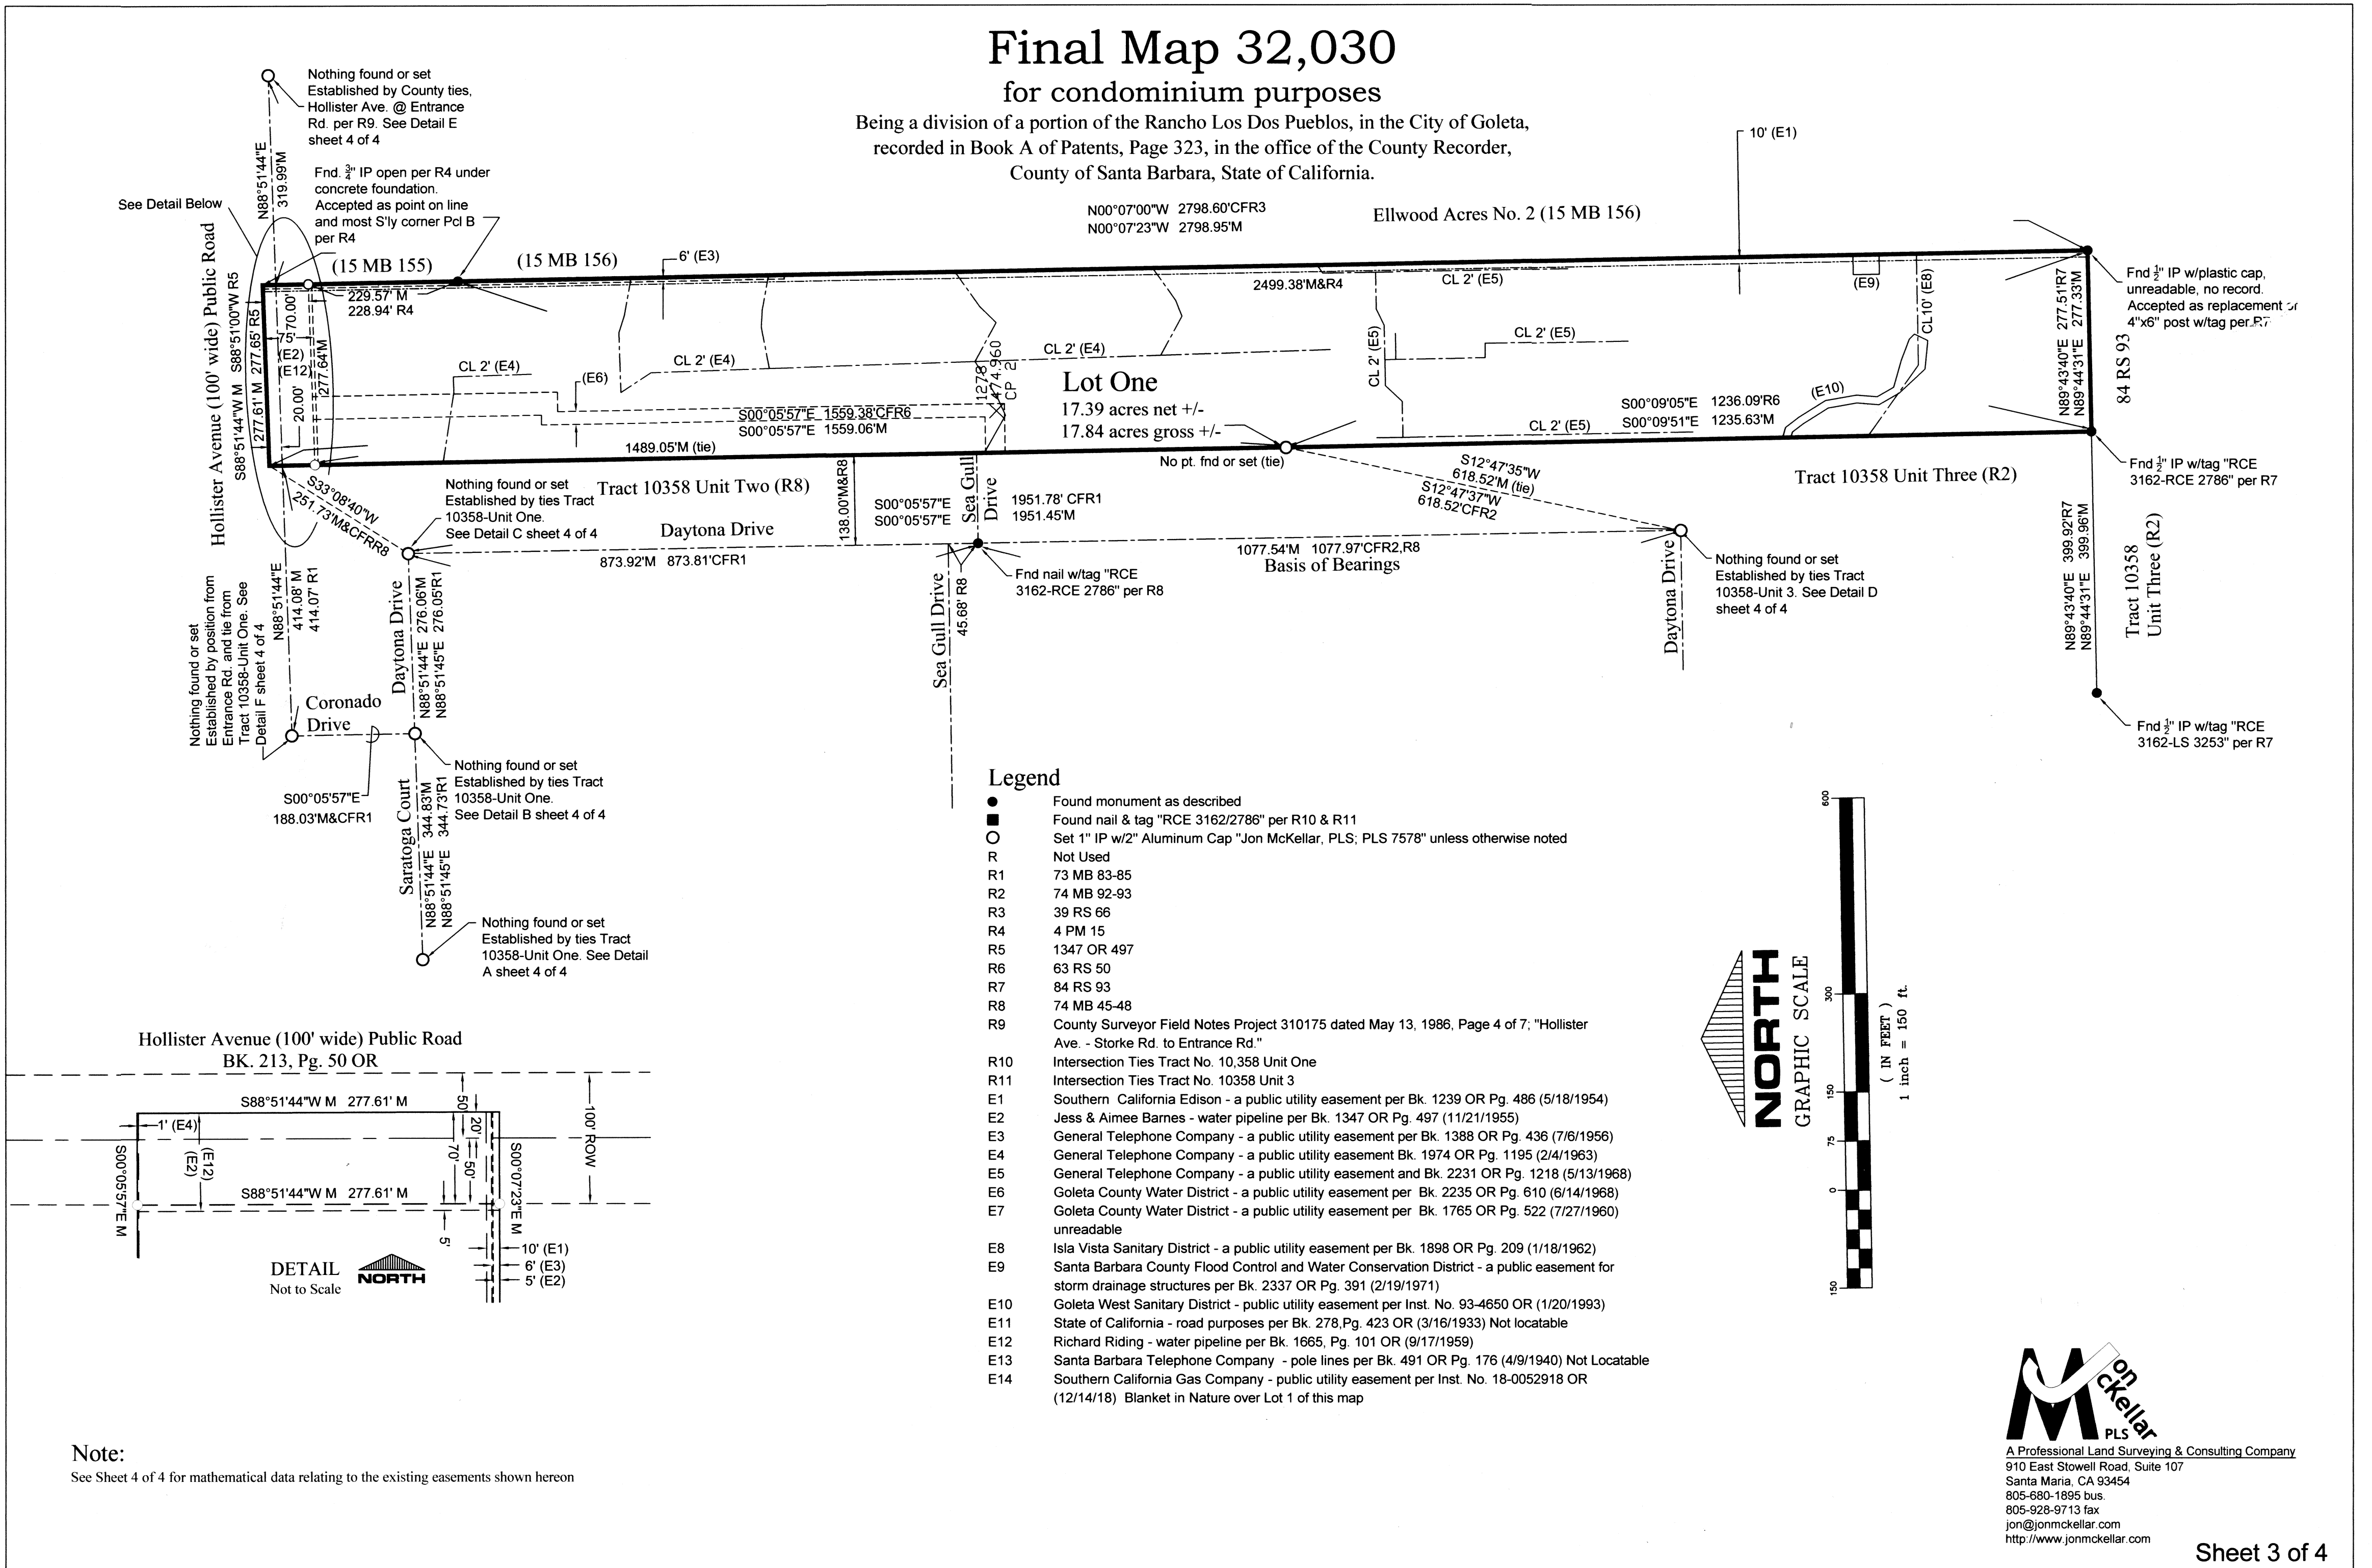 Final Map 32,030
for condominium purposes
Being a division of a portion of the Rancho Los Dos Pueblos, in the City of Goleta,
recorded in Book A of Patents, Page 323, in the office of the County Recorder,
County of Santa Barbara, State of California.
Nothing found or set
Established by County ties,
Hollister Ave. @ Entrance
Rd. per R9. See Detail E
sheet 4 of 4
N88°51'44"E
319.99'M
Fnd. 3/4" IP open per R4 under
concrete foundation.
Accepted as point on line
and most S'ly corner Pcl B
per R4
See Detail Below
Hollister Avenue (100' wide) Public Road
S88°51'44"W M S88°51'00"W R5
277.61' M 277.65' R5
(15 MB 155)
(15 MB 156)
6' (E3)
229.57' M
228.94' R4
70.00'
75'
(E2)
(E12)
277.64'M
20.00'
N00°07'00"W 2798.60'CFR3
N00°07'23"W 2798.95'M
Ellwood Acres No. 2 (15 MB 156)
10' (E1)
2499.38'M&R4
CL 2' (E5)
(E9)
CL10' (E8)
Fnd 1/2" IP w/plastic cap,
unreadable, no record.
Accepted as replacement or
4"x6" post w/tag per R7
N89°43'40"E 277.51'R7
N89°44'31"E 277.33'M
84 RS 93
CL 2' (E4)
CL 2' (E4)
CL 2' (E4)
(E6)
CP 2
Lot One
17.39 acres net +/-
17.84 acres gross +/-
CL 2' (E5)
CL 2' (E5)
CL 2' (E5)
(E10)
S00°05'57"E 1559.38'CFR6
S00°05'57"E 1559.06'M
S00°09'05"E 1236.09'R6
S00°09'51"E 1235.63'M
1489.05'M (tie)
No pt. fnd or set (tie)
S12°47'35"W
618.52'M (tie)
S12°47'37"W
618.52'CFR2
Tract 10358 Unit Three (R2)
Fnd 1/2" IP w/tag "RCE
3162-RCE 2786" per R7
S33°08'40"W
251.73'M&CFRR8
Nothing found or set
Established by ties Tract
10358-Unit One.
See Detail C sheet 4 of 4
Tract 10358 Unit Two (R8)
Daytona Drive
138.00'M&R8
S00°05'57"E 1951.78' CFR1
S00°05'57"E 1951.45'M
Sea Gull
Drive
873.92'M 873.81'CFR1
1077.54'M 1077.97'CFR2,R8
Basis of Bearings
Fnd nail w/tag "RCE
3162-RCE 2786" per R8
Sea Gull Drive
45.68' R8
Daytona Drive
Nothing found or set
Established by ties Tract
10358-Unit 3. See Detail D
sheet 4 of 4
N89°43'40"E 399.92'R7
N89°44'31"E 399.96'M
Tract 10358
Unit Three (R2)
Fnd 1/2" IP w/tag "RCE
3162-LS 3253" per R7
Nothing found or set
Established by position from
Entrance Rd. and tie from
Tract 10358-Unit One. See
Detail F sheet 4 of 4
N88°51'44"E
414.08' M
414.07' R1
Daytona Drive
N88°51'44"E 276.06'M
N88°51'45"E 276.05'R1
Coronado
Drive
S00°05'57"E
188.03'M&CFR1
Nothing found or set
Established by ties Tract
10358-Unit One.
See Detail B sheet 4 of 4
Saratoga Court
N88°51'44"E 344.83'M
N88°51'45"E 344.73'R1
Nothing found or set
Established by ties Tract
10358-Unit One. See Detail
A sheet 4 of 4
Legend
Found monument as described
Found nail & tag "RCE 3162/2786" per R10 & R11
Set 1" IP w/2" Aluminum Cap "Jon McKellar, PLS; PLS 7578" unless otherwise noted
R Not Used
R1 73 MB 83-85
R2 74 MB 92-93
R3 39 RS 66
R4 4 PM 15
R5 1347 OR 497
R6 63 RS 50
R7 84 RS 93
R8 74 MB 45-48
R9 County Surveyor Field Notes Project 310175 dated May 13, 1986, Page 4 of 7; "Hollister
Ave. - Storke Rd. to Entrance Rd."
R10 Intersection Ties Tract No. 10,358 Unit One
R11 Intersection Ties Tract No. 10358 Unit 3
E1 Southern California Edison - a public utility easement per Bk. 1239 OR Pg. 486 (5/18/1954)
E2 Jess & Aimee Barnes - water pipeline per Bk. 1347 OR Pg. 497 (11/21/1955)
E3 General Telephone Company - a public utility easement per Bk. 1388 OR Pg. 436 (7/6/1956)
E4 General Telephone Company - a public utility easement Bk. 1974 OR Pg. 1195 (2/4/1963)
E5 General Telephone Company - a public utility easement and Bk. 2231 OR Pg. 1218 (5/13/1968)
E6 Goleta County Water District - a public utility easement per Bk. 2235 OR Pg. 610 (6/14/1968)
E7 Goleta County Water District - a public utility easement per Bk. 1765 OR Pg. 522 (7/27/1960)
unreadable
E8 Isla Vista Sanitary District - a public utility easement per Bk. 1898 OR Pg. 209 (1/18/1962)
E9 Santa Barbara County Flood Control and Water Conservation District - a public easement for
storm drainage structures per Bk. 2337 OR Pg. 391 (2/19/1971)
E10 Goleta West Sanitary District - public utility easement per Inst. No. 93-4650 OR (1/20/1993)
E11 State of California - road purposes per Bk. 278,Pg. 423 OR (3/16/1933) Not locatable
E12 Richard Riding - water pipeline per Bk. 1665, Pg. 101 OR (9/17/1959)
E13 Santa Barbara Telephone Company - pole lines per Bk. 491 OR Pg. 176 (4/9/1940) Not Locatable
E14 Southern California Gas Company - public utility easement per Inst. No. 18-0052918 OR
(12/14/18) Blanket in Nature over Lot 1 of this map
NORTH
GRAPHIC SCALE
600
300
150
75
0
150
( IN FEET )
1 inch = 150 ft.
Hollister Avenue (100' wide) Public Road
BK. 213, Pg. 50 OR
S88°51'44"W M 277.61' M
1' (E4)
50'
20'
100' ROW
(E12)
(E2)
70'
50'
S88°51'44"W M 277.61' M
S00°05'57"E M
S00°07'23"E M
5'
10' (E1)
6' (E3)
5' (E2)
DETAIL
Not to Scale
NORTH
Note:
See Sheet 4 of 4 for mathematical data relating to the existing easements shown hereon
Jon
McKellar
PLS
A Professional Land Surveying & Consulting Company
910 East Stowell Road, Suite 107
Santa Maria, CA 93454
805-680-1895 bus.
805-928-9713 fax
jon@jonmckellar.com
http://www.jonmckellar.com
Sheet 3 of 4